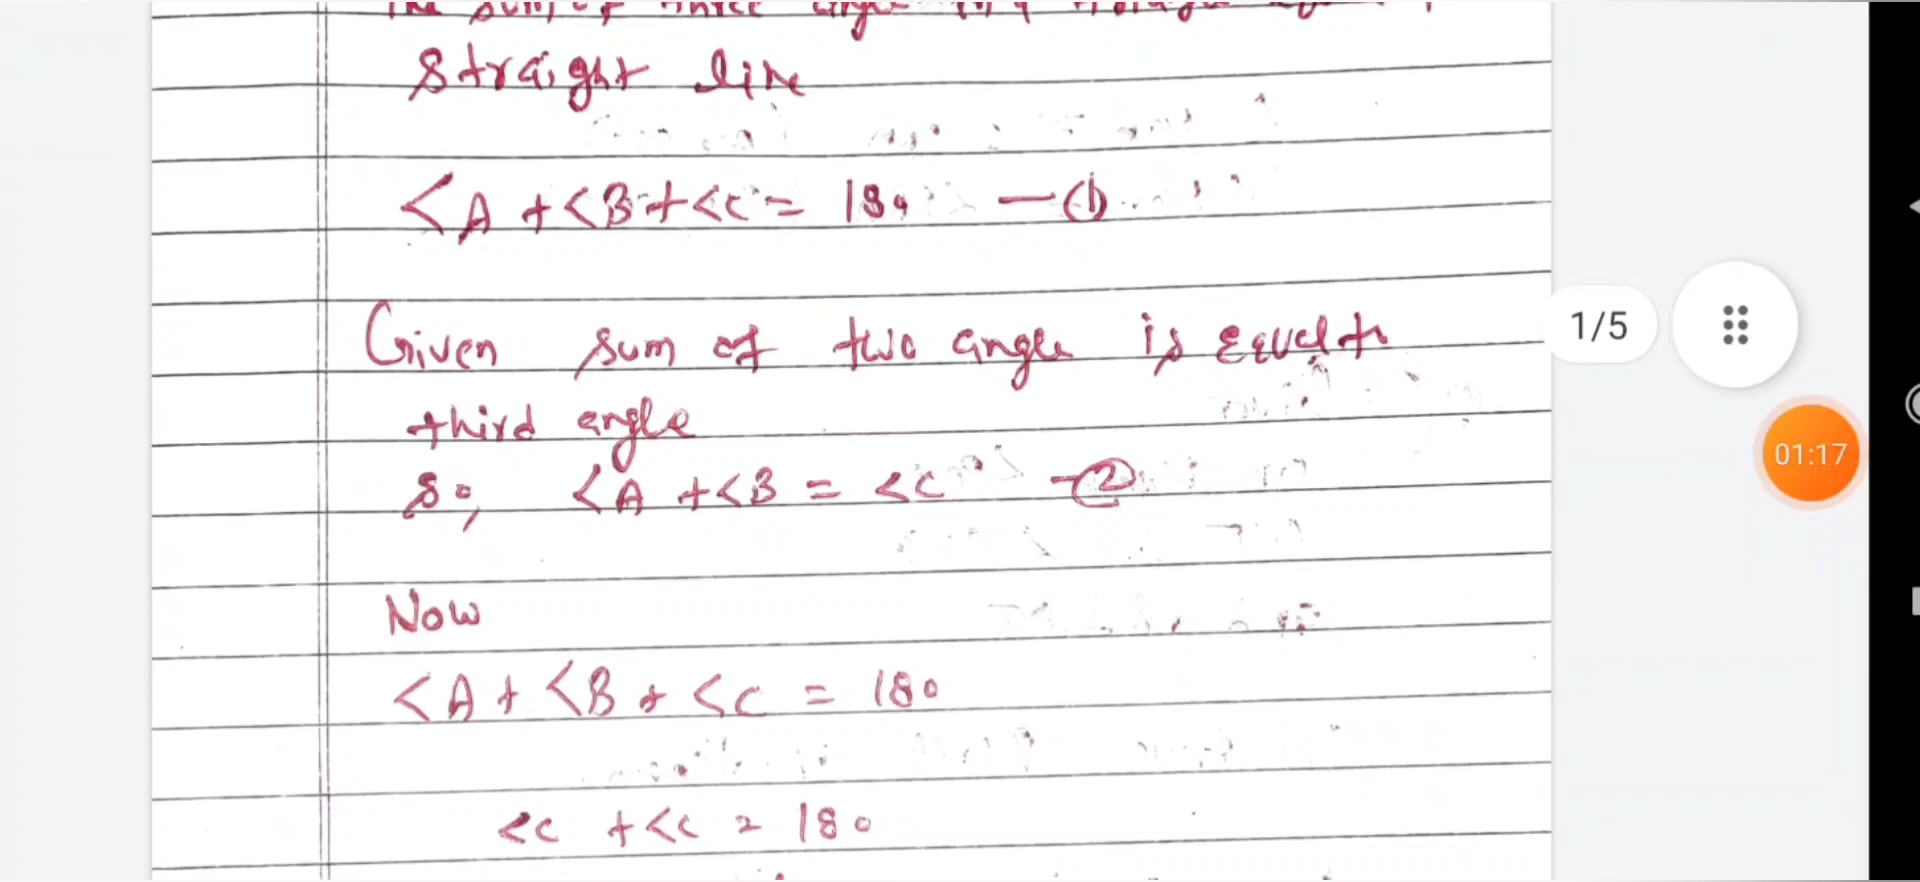 straight line
<A + <B + <C = 180 — (1)
Given sum of two angle is equal to
third angle
So, <A + <B = <C — (2)
Now
<A + <B + <C = 180
<C + <C = 180
1/5
01:17